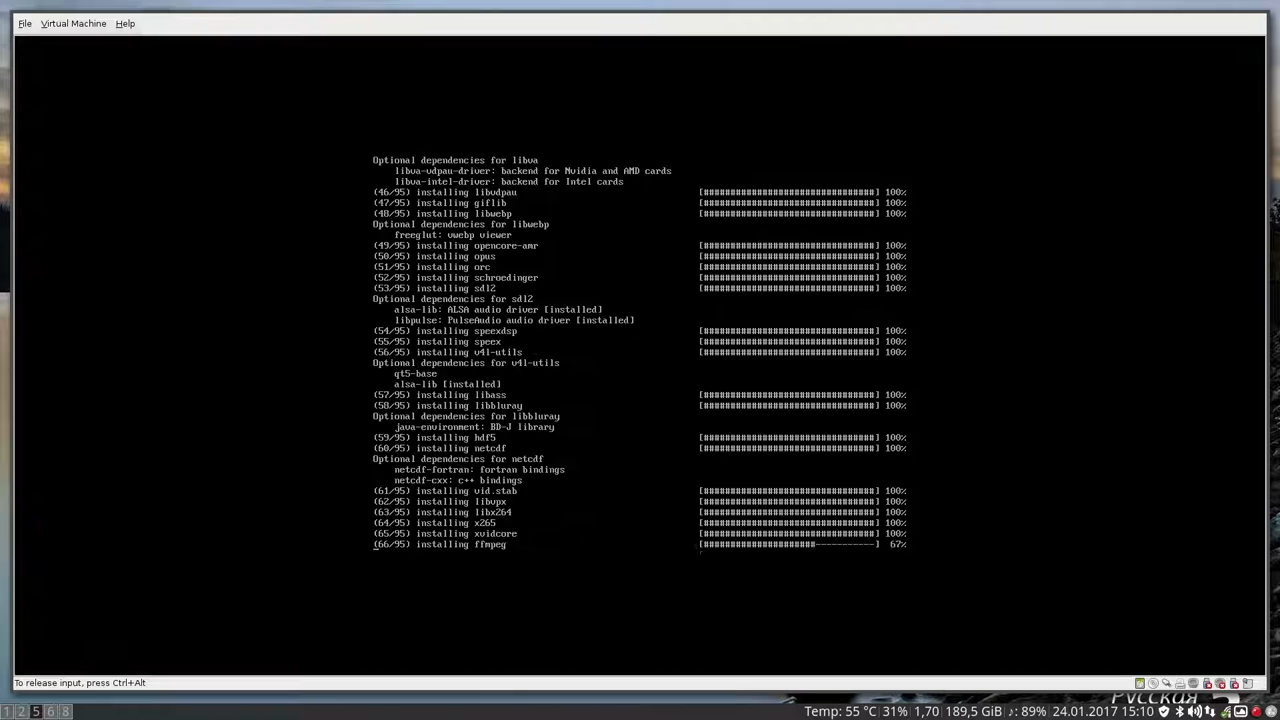 File Virtual Machine Help
Optional dependencies for libva
libva-vdpau-driver: backend for Nvidia and AMD cards
libva-intel-driver: backend for Intel cards
(46/95) installing libvdpau [################################] 100%
(47/95) installing giflib [################################] 100%
(48/95) installing libwebp [################################] 100%
Optional dependencies for libwebp
freeglut: vwebp viewer
(49/95) installing opencore-amr [################################] 100%
(50/95) installing opus [################################] 100%
(51/95) installing orc [################################] 100%
(52/95) installing schroedinger [################################] 100%
(53/95) installing sdl2 [################################] 100%
Optional dependencies for sdl2
alsa-lib: ALSA audio driver [installed]
libpulse: PulseAudio audio driver [installed]
(54/95) installing speexdsp [################################] 100%
(55/95) installing speex [################################] 100%
(56/95) installing v4l-utils [################################] 100%
Optional dependencies for v4l-utils
qt5-base
alsa-lib [installed]
(57/95) installing libass [################################] 100%
(58/95) installing libbluray [################################] 100%
Optional dependencies for libbluray
java-environment: BD-J library
(59/95) installing hdf5 [################################] 100%
(60/95) installing netcdf [################################] 100%
Optional dependencies for netcdf
netcdf-fortran: fortran bindings
netcdf-cxx: c++ bindings
(61/95) installing vid.stab [################################] 100%
(62/95) installing libvpx [################################] 100%
(63/95) installing libx264 [################################] 100%
(64/95) installing x265 [################################] 100%
(65/95) installing xvidcore [################################] 100%
(66/95) installing ffmpeg [#####################-----------] 67%
To release input, press Ctrl+Alt
Русская
1 2 5 6 8 Temp: 55 °C 31% 1,70 189,5 GiB ♪: 89% 24.01.2017 15:10